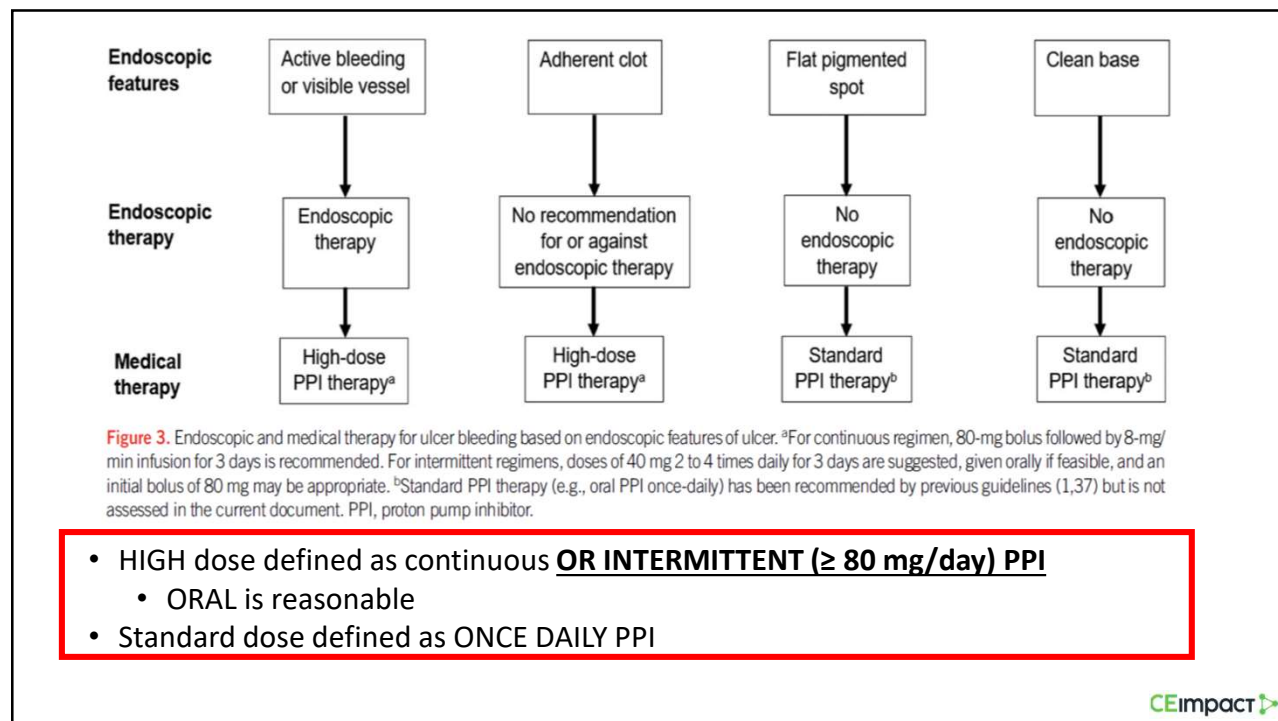 Endoscopic
features
Active bleeding
or visible vessel
Adherent clot
Flat pigmented
spot
Clean base
Endoscopic
therapy
Endoscopic
therapy
No recommendation
for or against
endoscopic therapy
No
endoscopic
therapy
No
endoscopic
therapy
Medical
therapy
High-dose
PPI therapyᵃ
High-dose
PPI therapyᵃ
Standard
PPI therapyᵇ
Standard
PPI therapyᵇ
Figure 3. Endoscopic and medical therapy for ulcer bleeding based on endoscopic features of ulcer. ᵃFor continuous regimen, 80-mg bolus followed by 8-mg/
min infusion for 3 days is recommended. For intermittent regimens, doses of 40 mg 2 to 4 times daily for 3 days are suggested, given orally if feasible, and an
initial bolus of 80 mg may be appropriate. ᵇStandard PPI therapy (e.g., oral PPI once-daily) has been recommended by previous guidelines (1,37) but is not
assessed in the current document. PPI, proton pump inhibitor.
• HIGH dose defined as continuous OR INTERMITTENT (≥ 80 mg/day) PPI
• ORAL is reasonable
• Standard dose defined as ONCE DAILY PPI
CEimpact